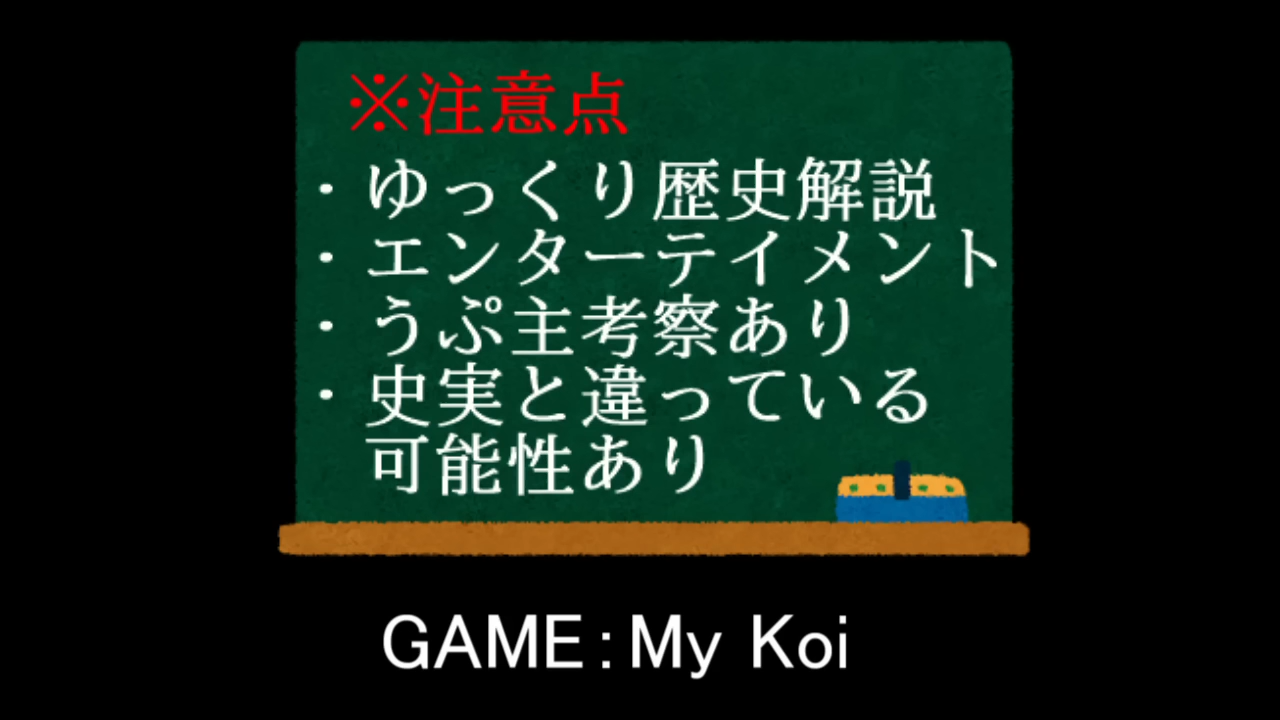 ※注意点
・ゆっくり歴史解説
・エンターテイメント
・うぷ主考察あり
・史実と違っている
可能性あり
GAME:My Koi